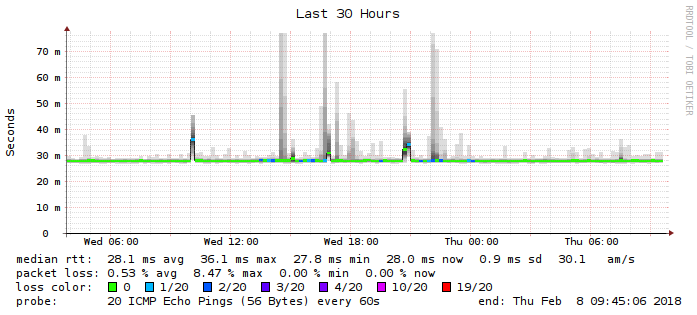 Last 30 Hours
RRDTOOL / TOBI OETIKER
Seconds
70 m
60 m
50 m
40 m
30 m
20 m
10 m
0
Wed 06:00 Wed 12:00 Wed 18:00 Thu 00:00 Thu 06:00
median rtt: 28.1 ms avg 36.1 ms max 27.8 ms min 28.0 ms now 0.9 ms sd 30.1 am/s
packet loss: 0.53 % avg 8.47 % max 0.00 % min 0.00 % now
loss color: 0 1/20 2/20 3/20 4/20 10/20 19/20
probe: 20 ICMP Echo Pings (56 Bytes) every 60s end: Thu Feb 8 09:45:06 2018